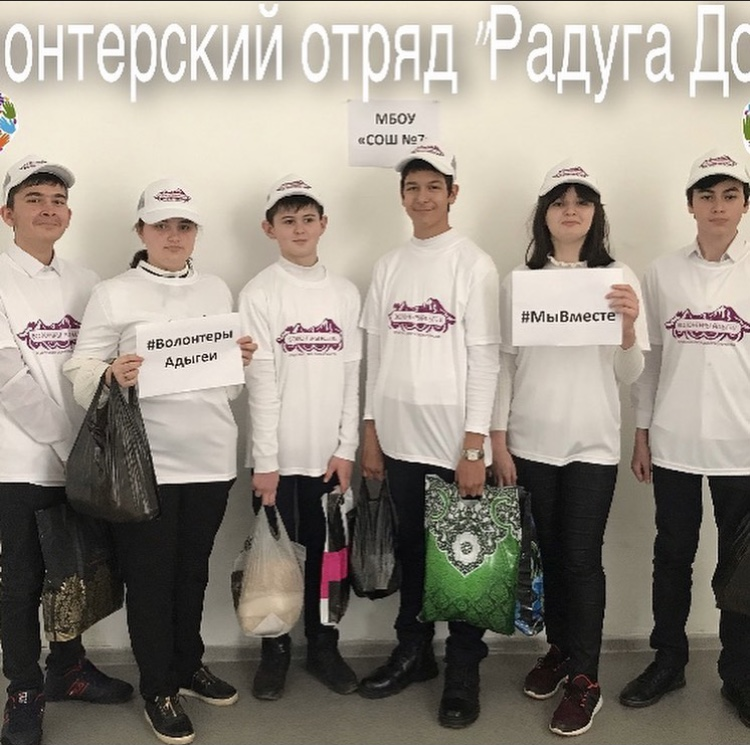 онтерский отряд "Радуга До
МБОУ
«СОШ №7
#Волонтеры
Адыгеи
#МыВместе